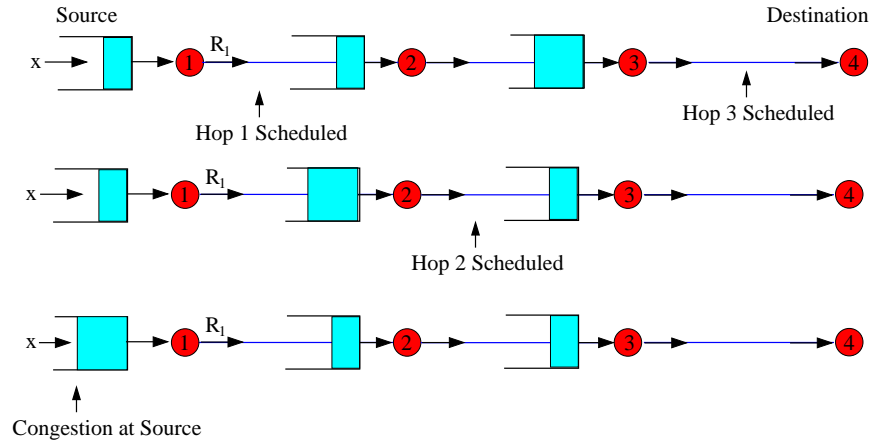 Source Destination
x 1 R₁ 2 3 4
Hop 1 Scheduled Hop 3 Scheduled
x 1 R₁ 2 3 4
Hop 2 Scheduled
x 1 R₁ 2 3 4
Congestion at Source